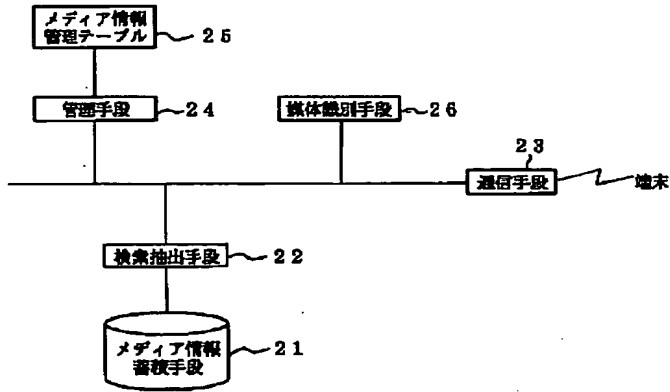 メディア情報
管理テーブル
25
管理手段
24
媒体識別手段
26
23
通信手段
端末
検索抽出手段
22
メディア情報
蓄積手段
21